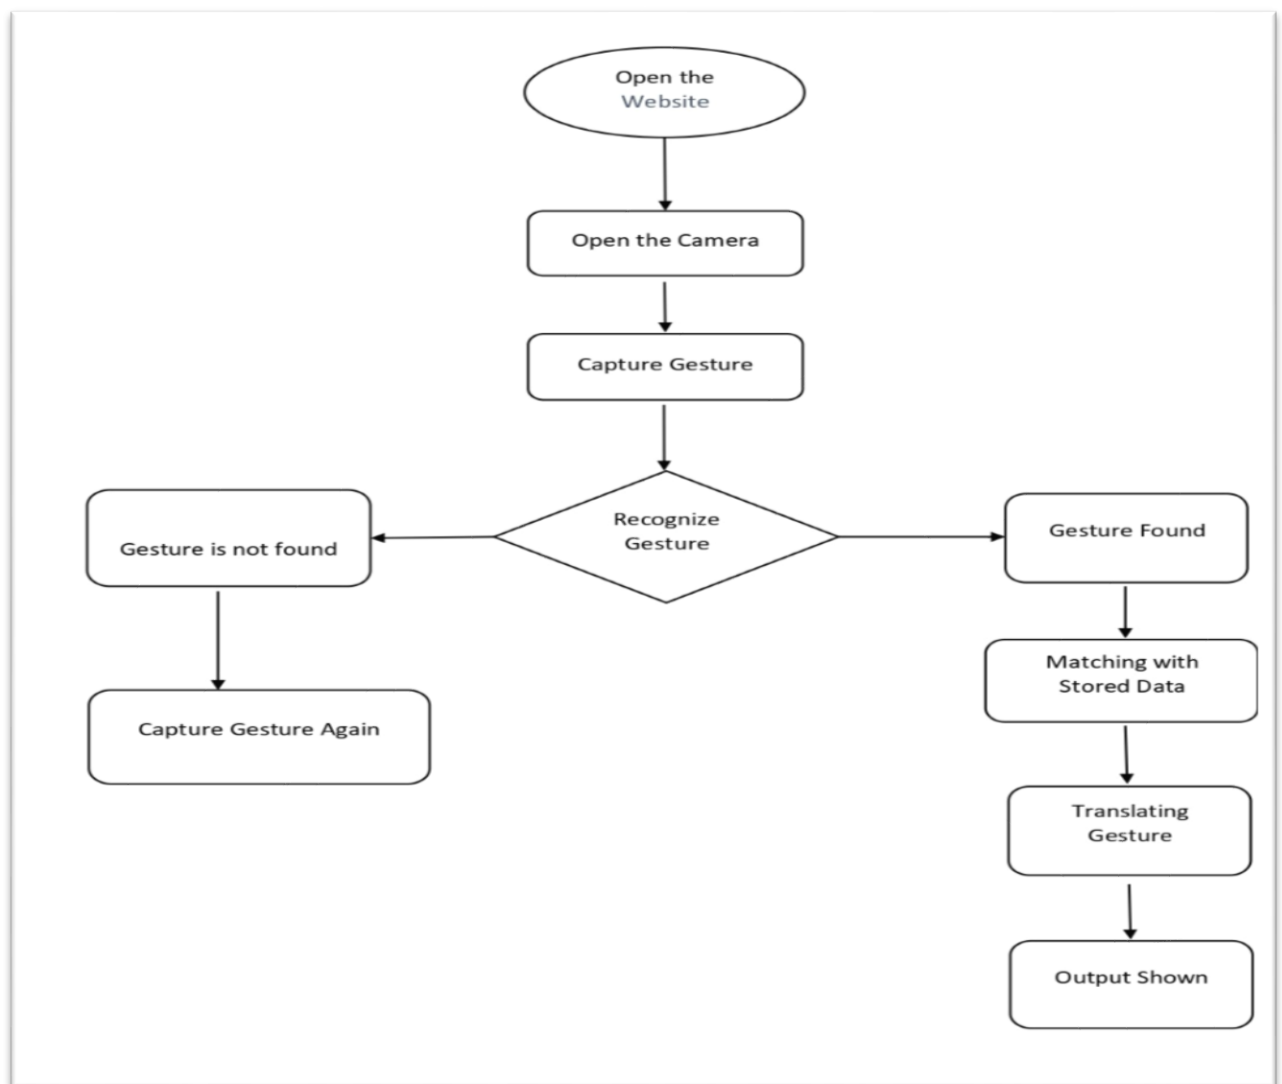 Open the
Website
Open the Camera
Capture Gesture
Recognize
Gesture
Gesture is not found
Capture Gesture Again
Gesture Found
Matching with
Stored Data
Translating
Gesture
Output Shown